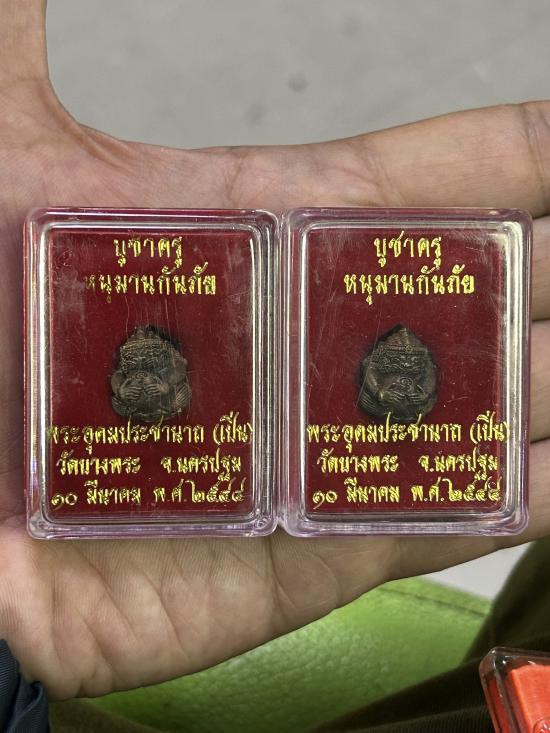 บูชาครู
หนุมานกันภัย
พระอุดมประชานาถ (เปิ่น)
วัดบางพระ จ.นครปฐม
๑๐ มีนาคม พ.ศ.๒๕๕๔
บูชาครู
หนุมานกันภัย
พระอุดมประชานาถ (เปิ่น)
วัดบางพระ จ.นครปฐม
๑๐ มีนาคม พ.ศ.๒๕๕๔